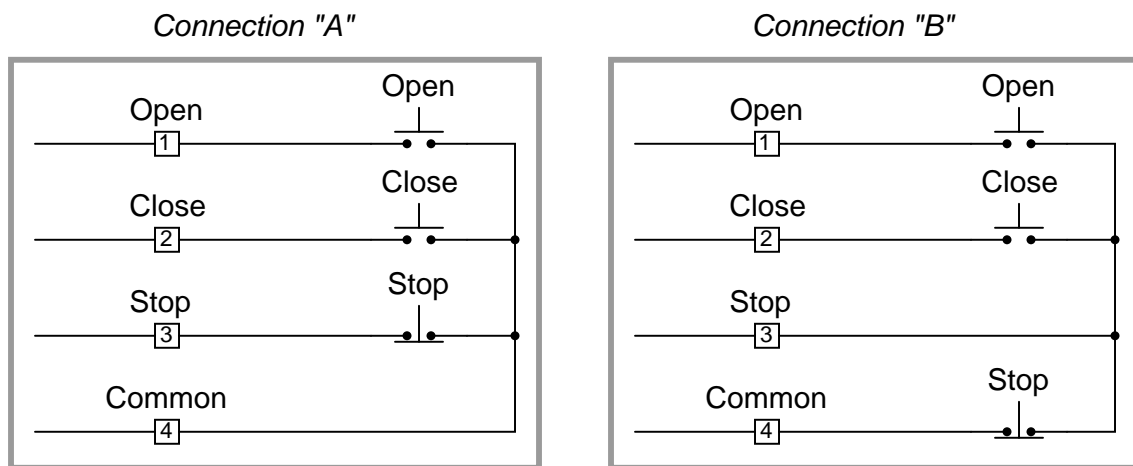 Connection "A"
Open
Open
1
Close
Close
2
Stop
Stop
3
Common
4
Connection "B"
Open
Open
1
Close
Close
2
Stop
3
Stop
Common
4